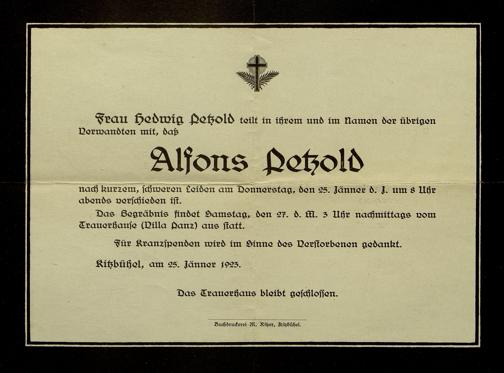 Frau Hedwig Petzold teilt in ihrem und im Namen der übrigen
Verwandten mit, daß
Alfons Petzold
nach kurzem, schweren Leiden am Donnerstag, den 25. Jänner d. J. um 8 Uhr
abends verschieden ist.
Das Begräbnis findet Samstag, den 27. d. M. 3 Uhr nachmittags vom
Trauerhause (Villa Panz) aus statt.
Für Kranzspenden wird im Sinne des Verstorbenen gedankt.
Kitzbühel, am 25. Jänner 1923.
Das Trauerhaus bleibt geschlossen.
Buchdruckerei M. Ritzer, Kitzbühel.